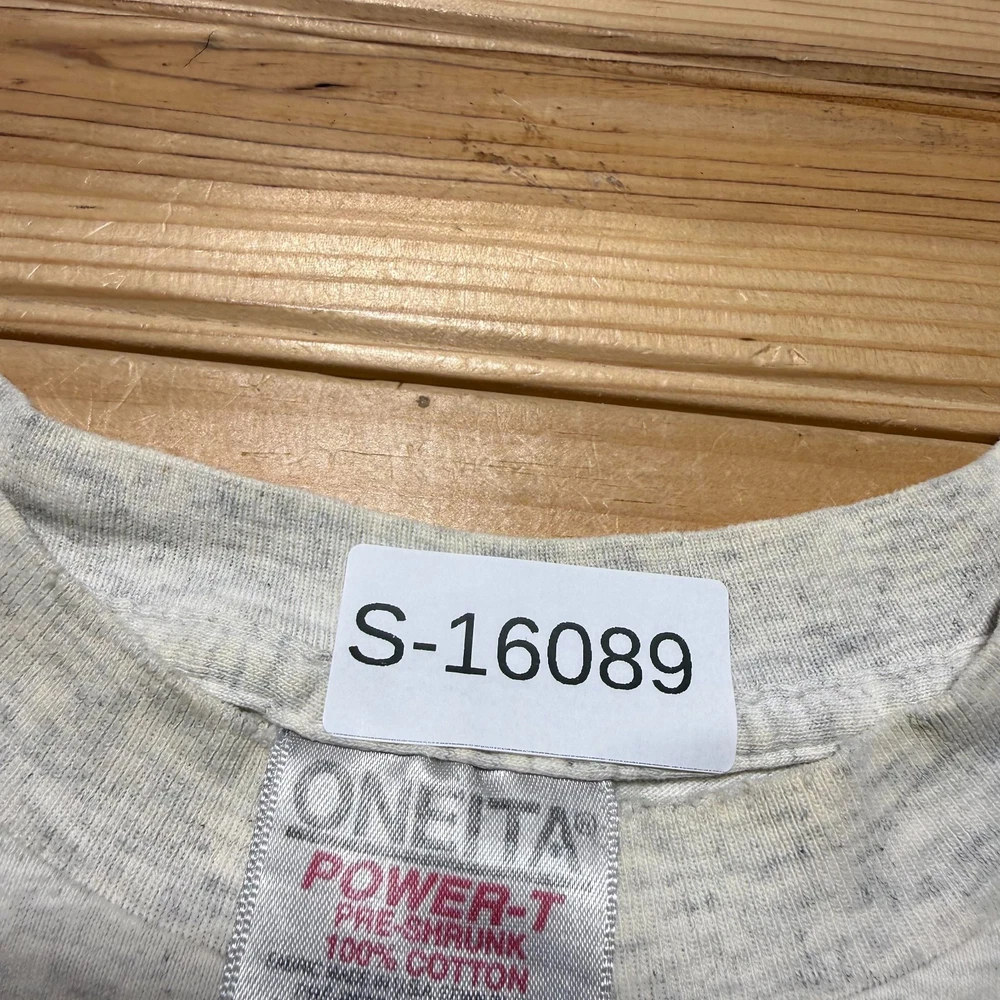 S-16089
ONEITA®
POWER-T
PRE-SHRUNK
100% COTTON